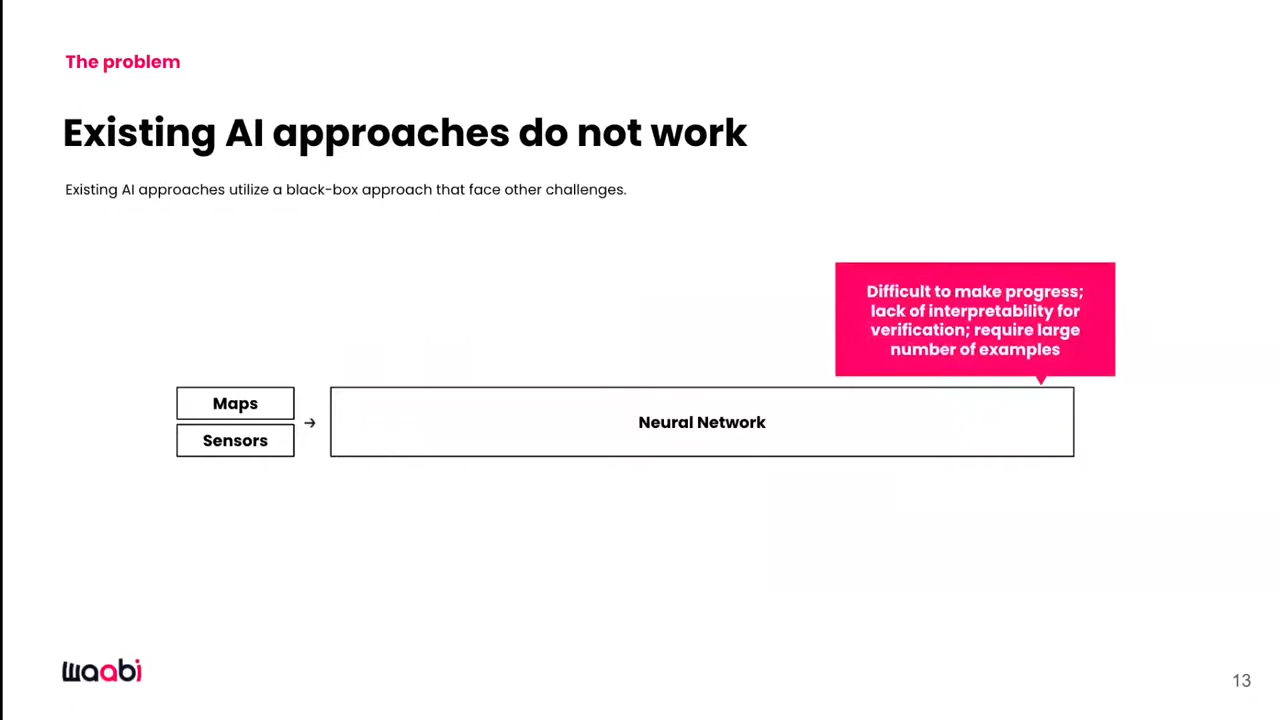 The problem
Existing AI approaches do not work
Existing AI approaches utilize a black-box approach that face other challenges.
Difficult to make progress;
lack of interpretability for
verification; require large
number of examples
Maps
Sensors
→
Neural Network
waabi
13